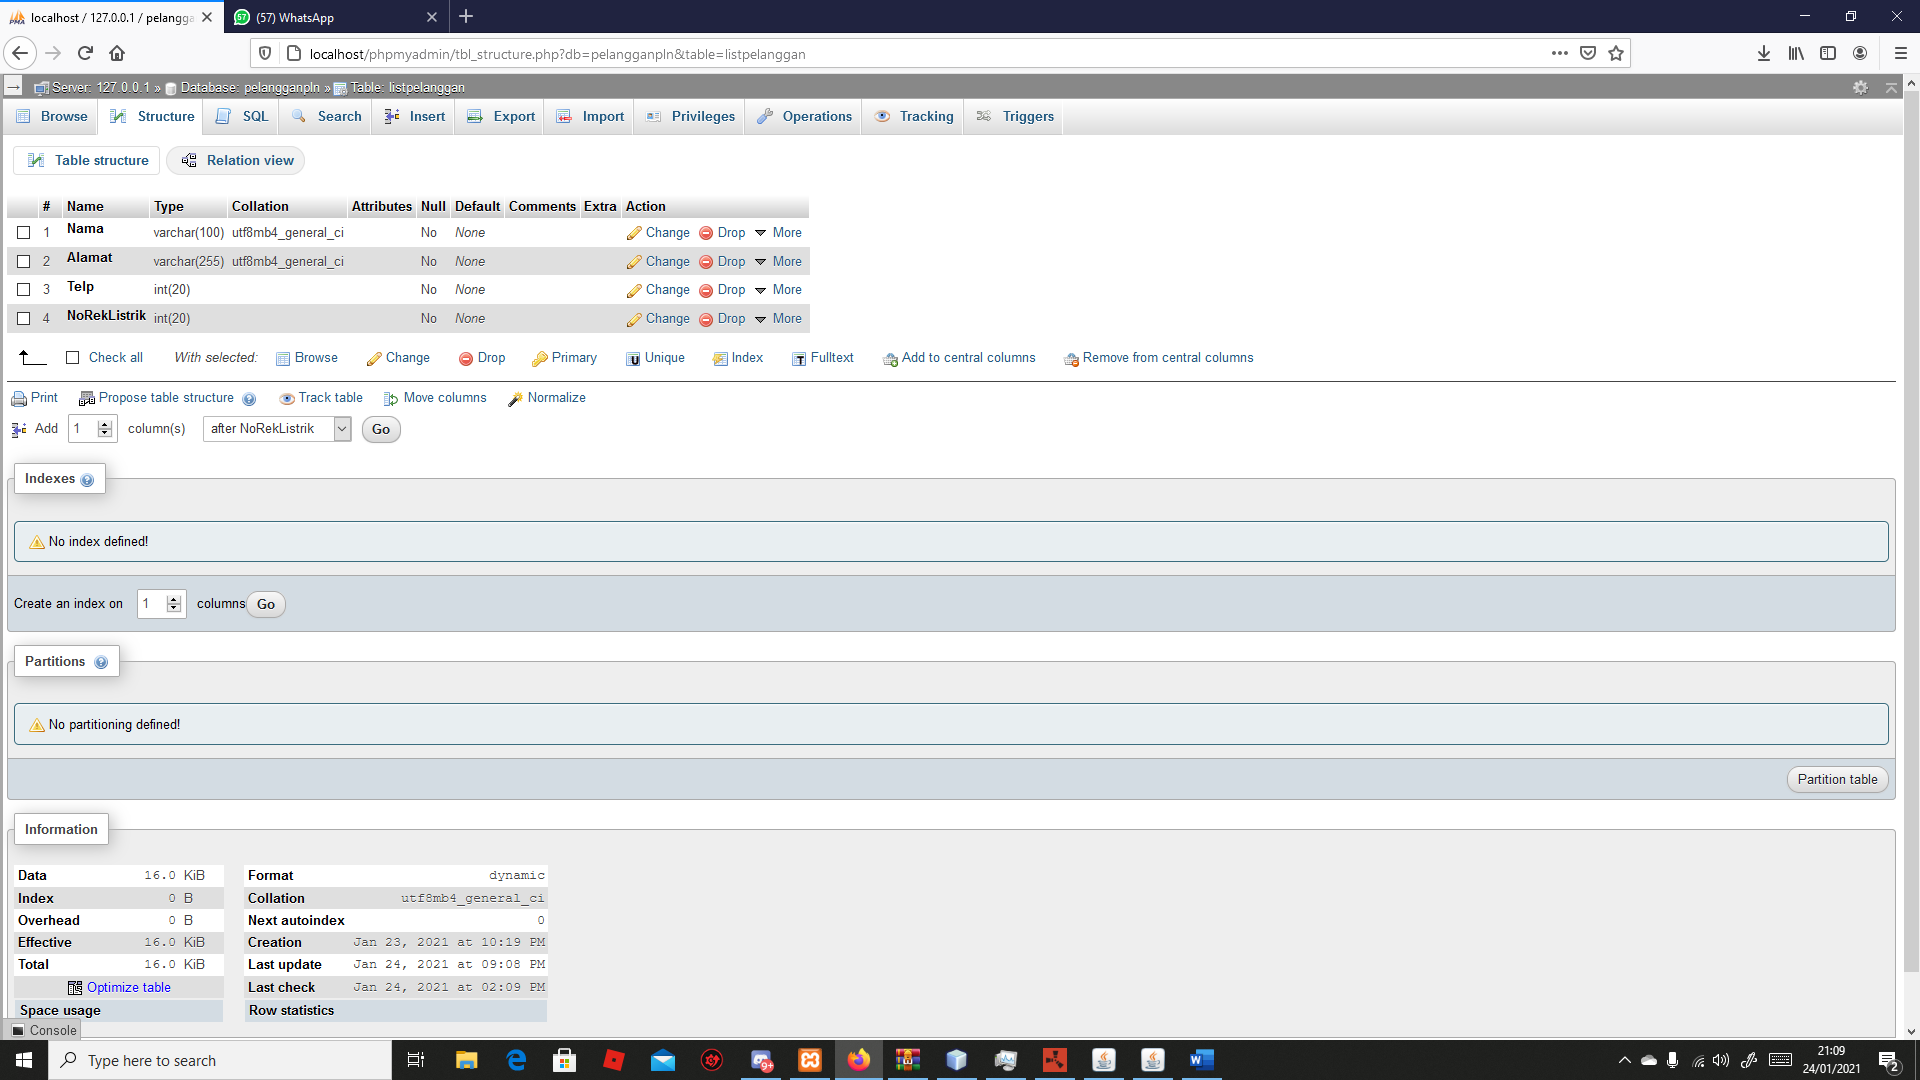 localhost / 127.0.0.1 / pelangga
(57) WhatsApp
localhost/phpmyadmin/tbl_structure.php?db=pelangganpln&table=listpelanggan
Server: 127.0.0.1 » Database: pelangganpln » Table: listpelanggan
Browse Structure SQL Search Insert Export Import Privileges Operations Tracking Triggers
Table structure Relation view
# Name Type Collation Attributes Null Default Comments Extra Action
1 Nama varchar(100) utf8mb4_general_ci No None Change Drop More
2 Alamat varchar(255) utf8mb4_general_ci No None Change Drop More
3 Telp int(20) No None Change Drop More
4 NoRekListrik int(20) No None Change Drop More
Check all With selected: Browse Change Drop Primary Unique Index Fulltext Add to central columns Remove from central columns
Print Propose table structure Track table Move columns Normalize
Add 1 column(s) after NoRekListrik Go
Indexes
No index defined!
Create an index on 1 columns Go
Partitions
No partitioning defined!
Partition table
Information
Data 16.0 KiB Format dynamic
Index 0 B Collation utf8mb4_general_ci
Overhead 0 B Next autoindex 0
Effective 16.0 KiB Creation Jan 23, 2021 at 10:19 PM
Total 16.0 KiB Last update Jan 24, 2021 at 09:08 PM
Optimize table Last check Jan 24, 2021 at 02:09 PM
Space usage Row statistics
Console
Type here to search
21:09
24/01/2021